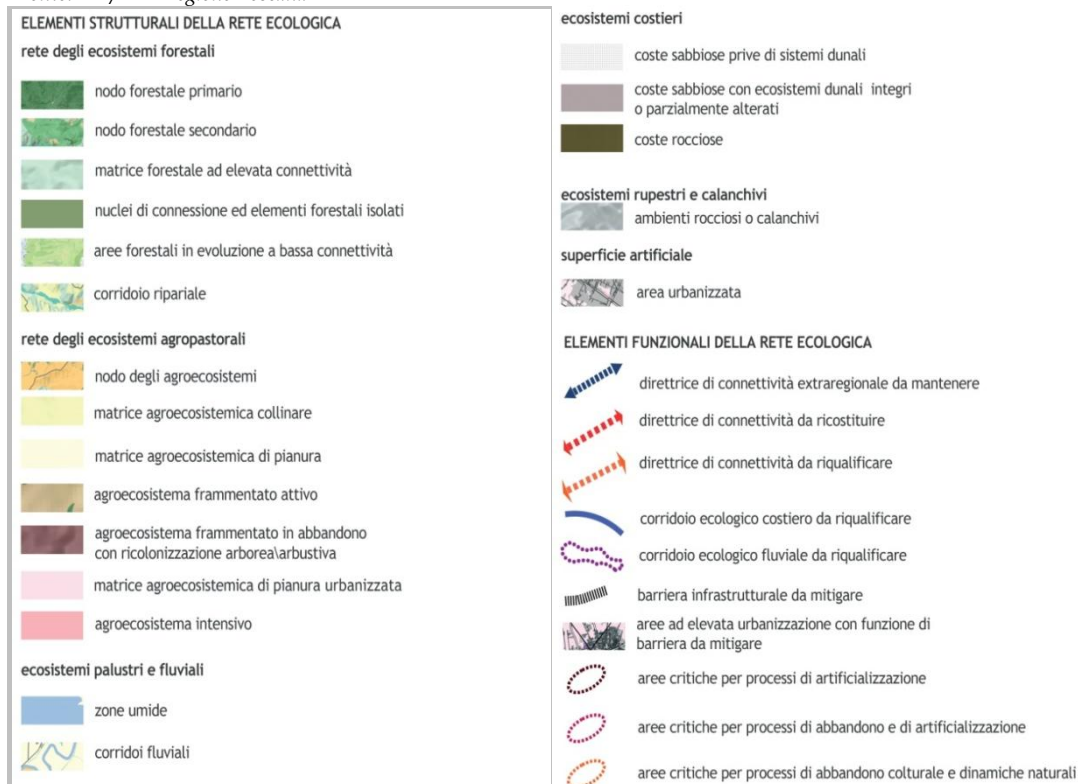 ELEMENTI STRUTTURALI DELLA RETE ECOLOGICA
rete degli ecosistemi forestali
nodo forestale primario
nodo forestale secondario
matrice forestale ad elevata connettività
nuclei di connessione ed elementi forestali isolati
aree forestali in evoluzione a bassa connettività
corridoio ripariale
rete degli ecosistemi agropastorali
nodo degli agroecosistemi
matrice agroecosistemica collinare
matrice agroecosistemica di pianura
agroecosistema frammentato attivo
agroecosistema frammentato in abbandono
con ricolonizzazione arborea\arbustiva
matrice agroecosistemica di pianura urbanizzata
agroecosistema intensivo
ecosistemi palustri e fluviali
zone umide
corridoi fluviali
ecosistemi costieri
coste sabbiose prive di sistemi dunali
coste sabbiose con ecosistemi dunali integri
o parzialmente alterati
coste rocciose
ecosistemi rupestri e calanchivi
ambienti rocciosi o calanchivi
superficie artificiale
area urbanizzata
ELEMENTI FUNZIONALI DELLA RETE ECOLOGICA
direttrice di connettività extraregionale da mantenere
direttrice di connettività da ricostituire
direttrice di connettività da riqualificare
corridoio ecologico costiero da riqualificare
corridoio ecologico fluviale da riqualificare
barriera infrastrutturale da mitigare
aree ad elevata urbanizzazione con funzione di
barriera da mitigare
aree critiche per processi di artificializzazione
aree critiche per processi di abbandono e di artificializzazione
aree critiche per processi di abbandono colturale e dinamiche naturali